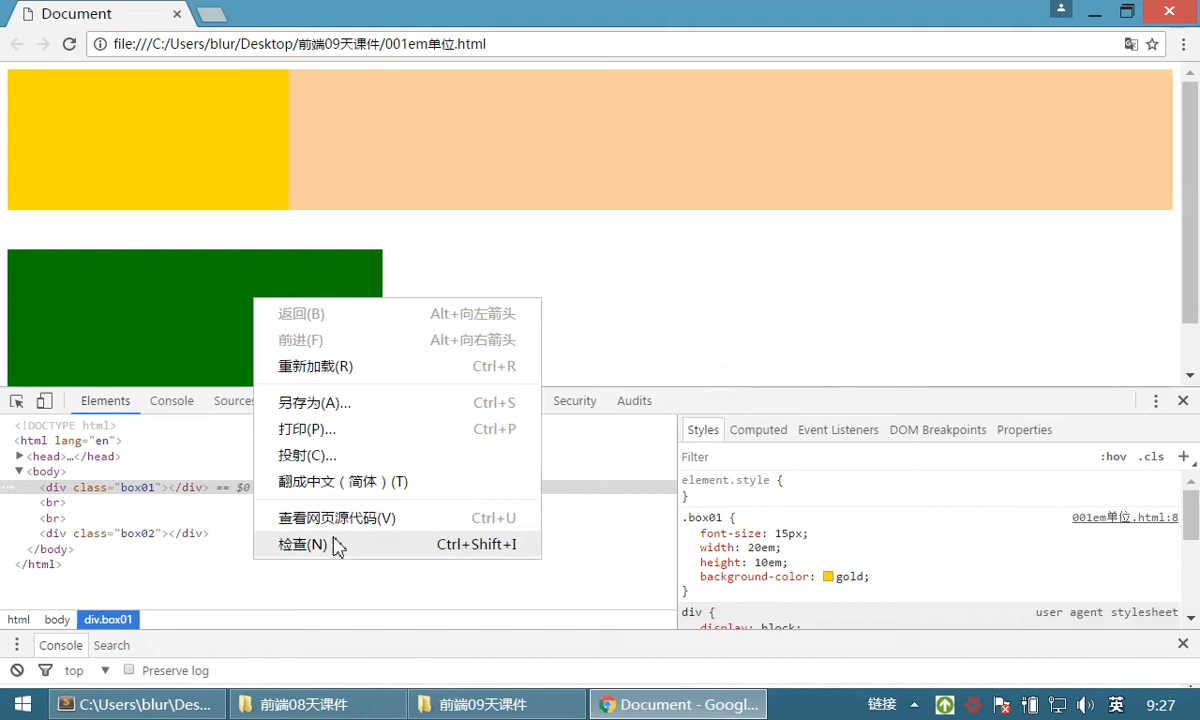 Document
file:///C:/Users/blur/Desktop/前端09天课件/001em单位.html
返回(B) Alt+向左箭头
前进(F) Alt+向右箭头
重新加载(R) Ctrl+R
另存为(A)... Ctrl+S
打印(P)... Ctrl+P
投射(C)...
翻成中文（简体）(T)
查看网页源代码(V) Ctrl+U
检查(N) Ctrl+Shift+I
Elements Console Sources Security Audits
<!DOCTYPE html>
<html lang="en">
<head>…</head>
<body>
<div class="box01"></div> == $0
<br>
<br>
<div class="box02"></div>
</body>
</html>
html body div.box01
Styles Computed Event Listeners DOM Breakpoints Properties
Filter :hov .cls +
element.style {
}
.box01 { 001em单位.html:8
font-size: 15px;
width: 20em;
height: 10em;
background-color: gold;
}
div { user agent stylesheet
display: block;
Console Search
top Preserve log
C:\Users\blur\Des... 前端08天课件 前端09天课件 Document - Googl... 链接 英 9:27